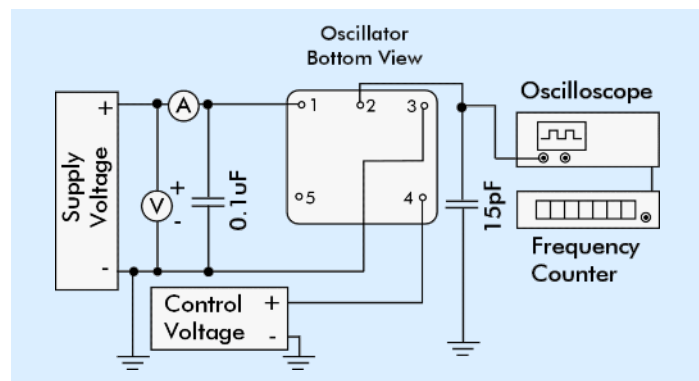 Oscillator
Bottom View
Supply
Voltage
+
-
V
+
-
A
0.1uF
1
2
3
5
4
15pF
Oscilloscope
Frequency
Counter
Control
Voltage
+
-